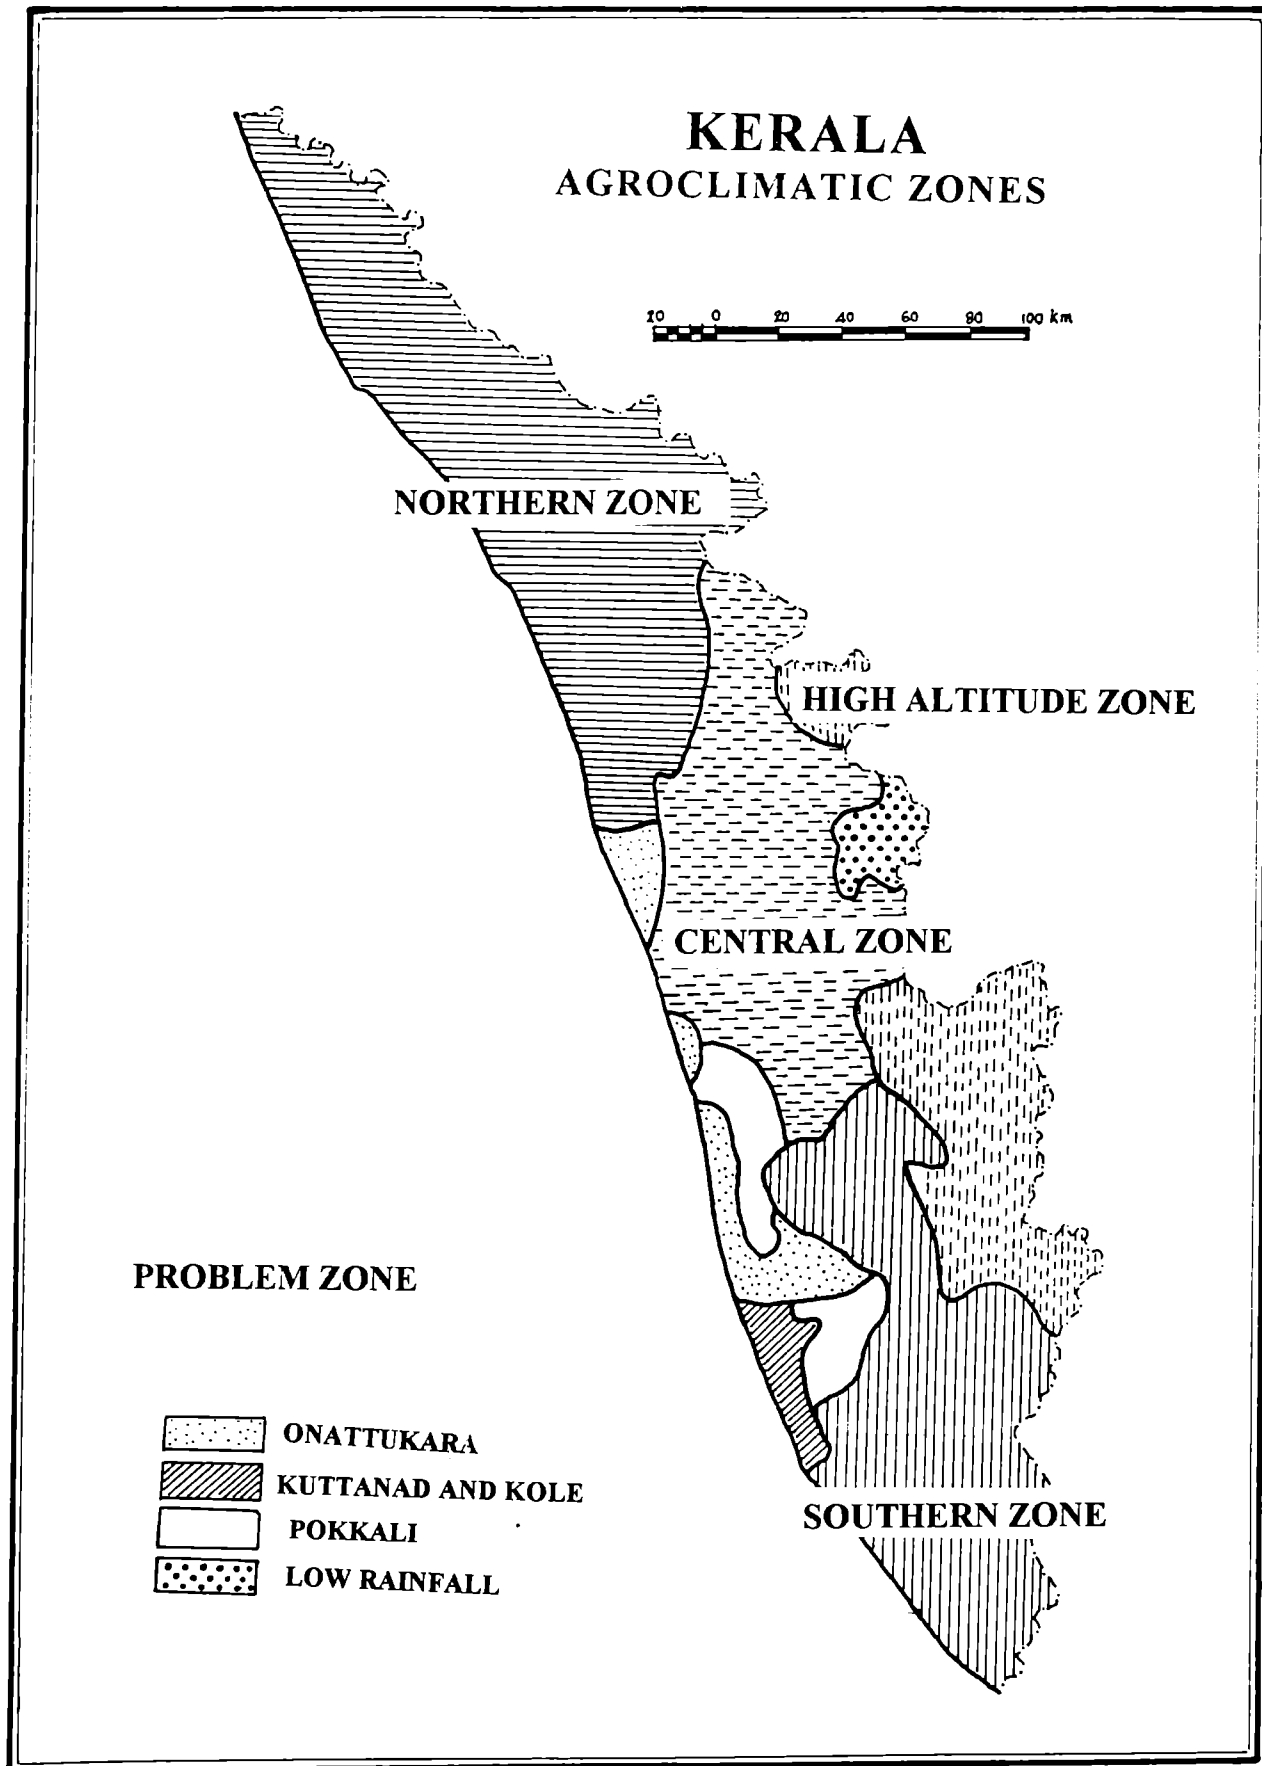 KERALA
AGROCLIMATIC ZONES
20 0 20 40 60 80 100 km
NORTHERN ZONE
HIGH ALTITUDE ZONE
CENTRAL ZONE
PROBLEM ZONE
ONATTUKARA
KUTTANAD AND KOLE
POKKALI
LOW RAINFALL
SOUTHERN ZONE